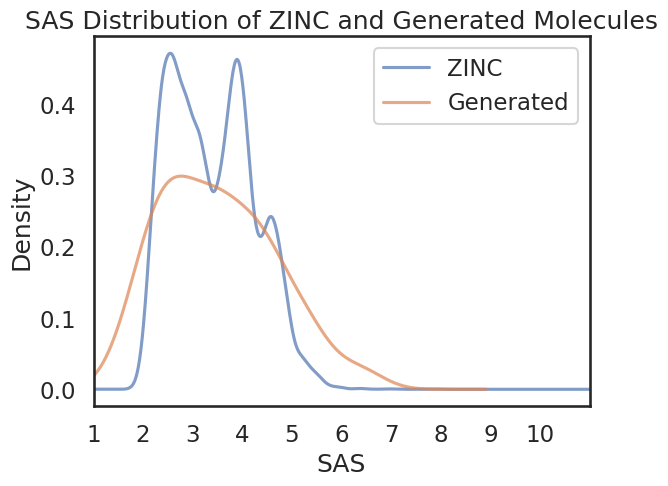 SAS Distribution of ZINC and Generated Molecules
ZINC
Generated
Density
0.4
0.3
0.2
0.1
0.0
1 2 3 4 5 6 7 8 9 10
SAS